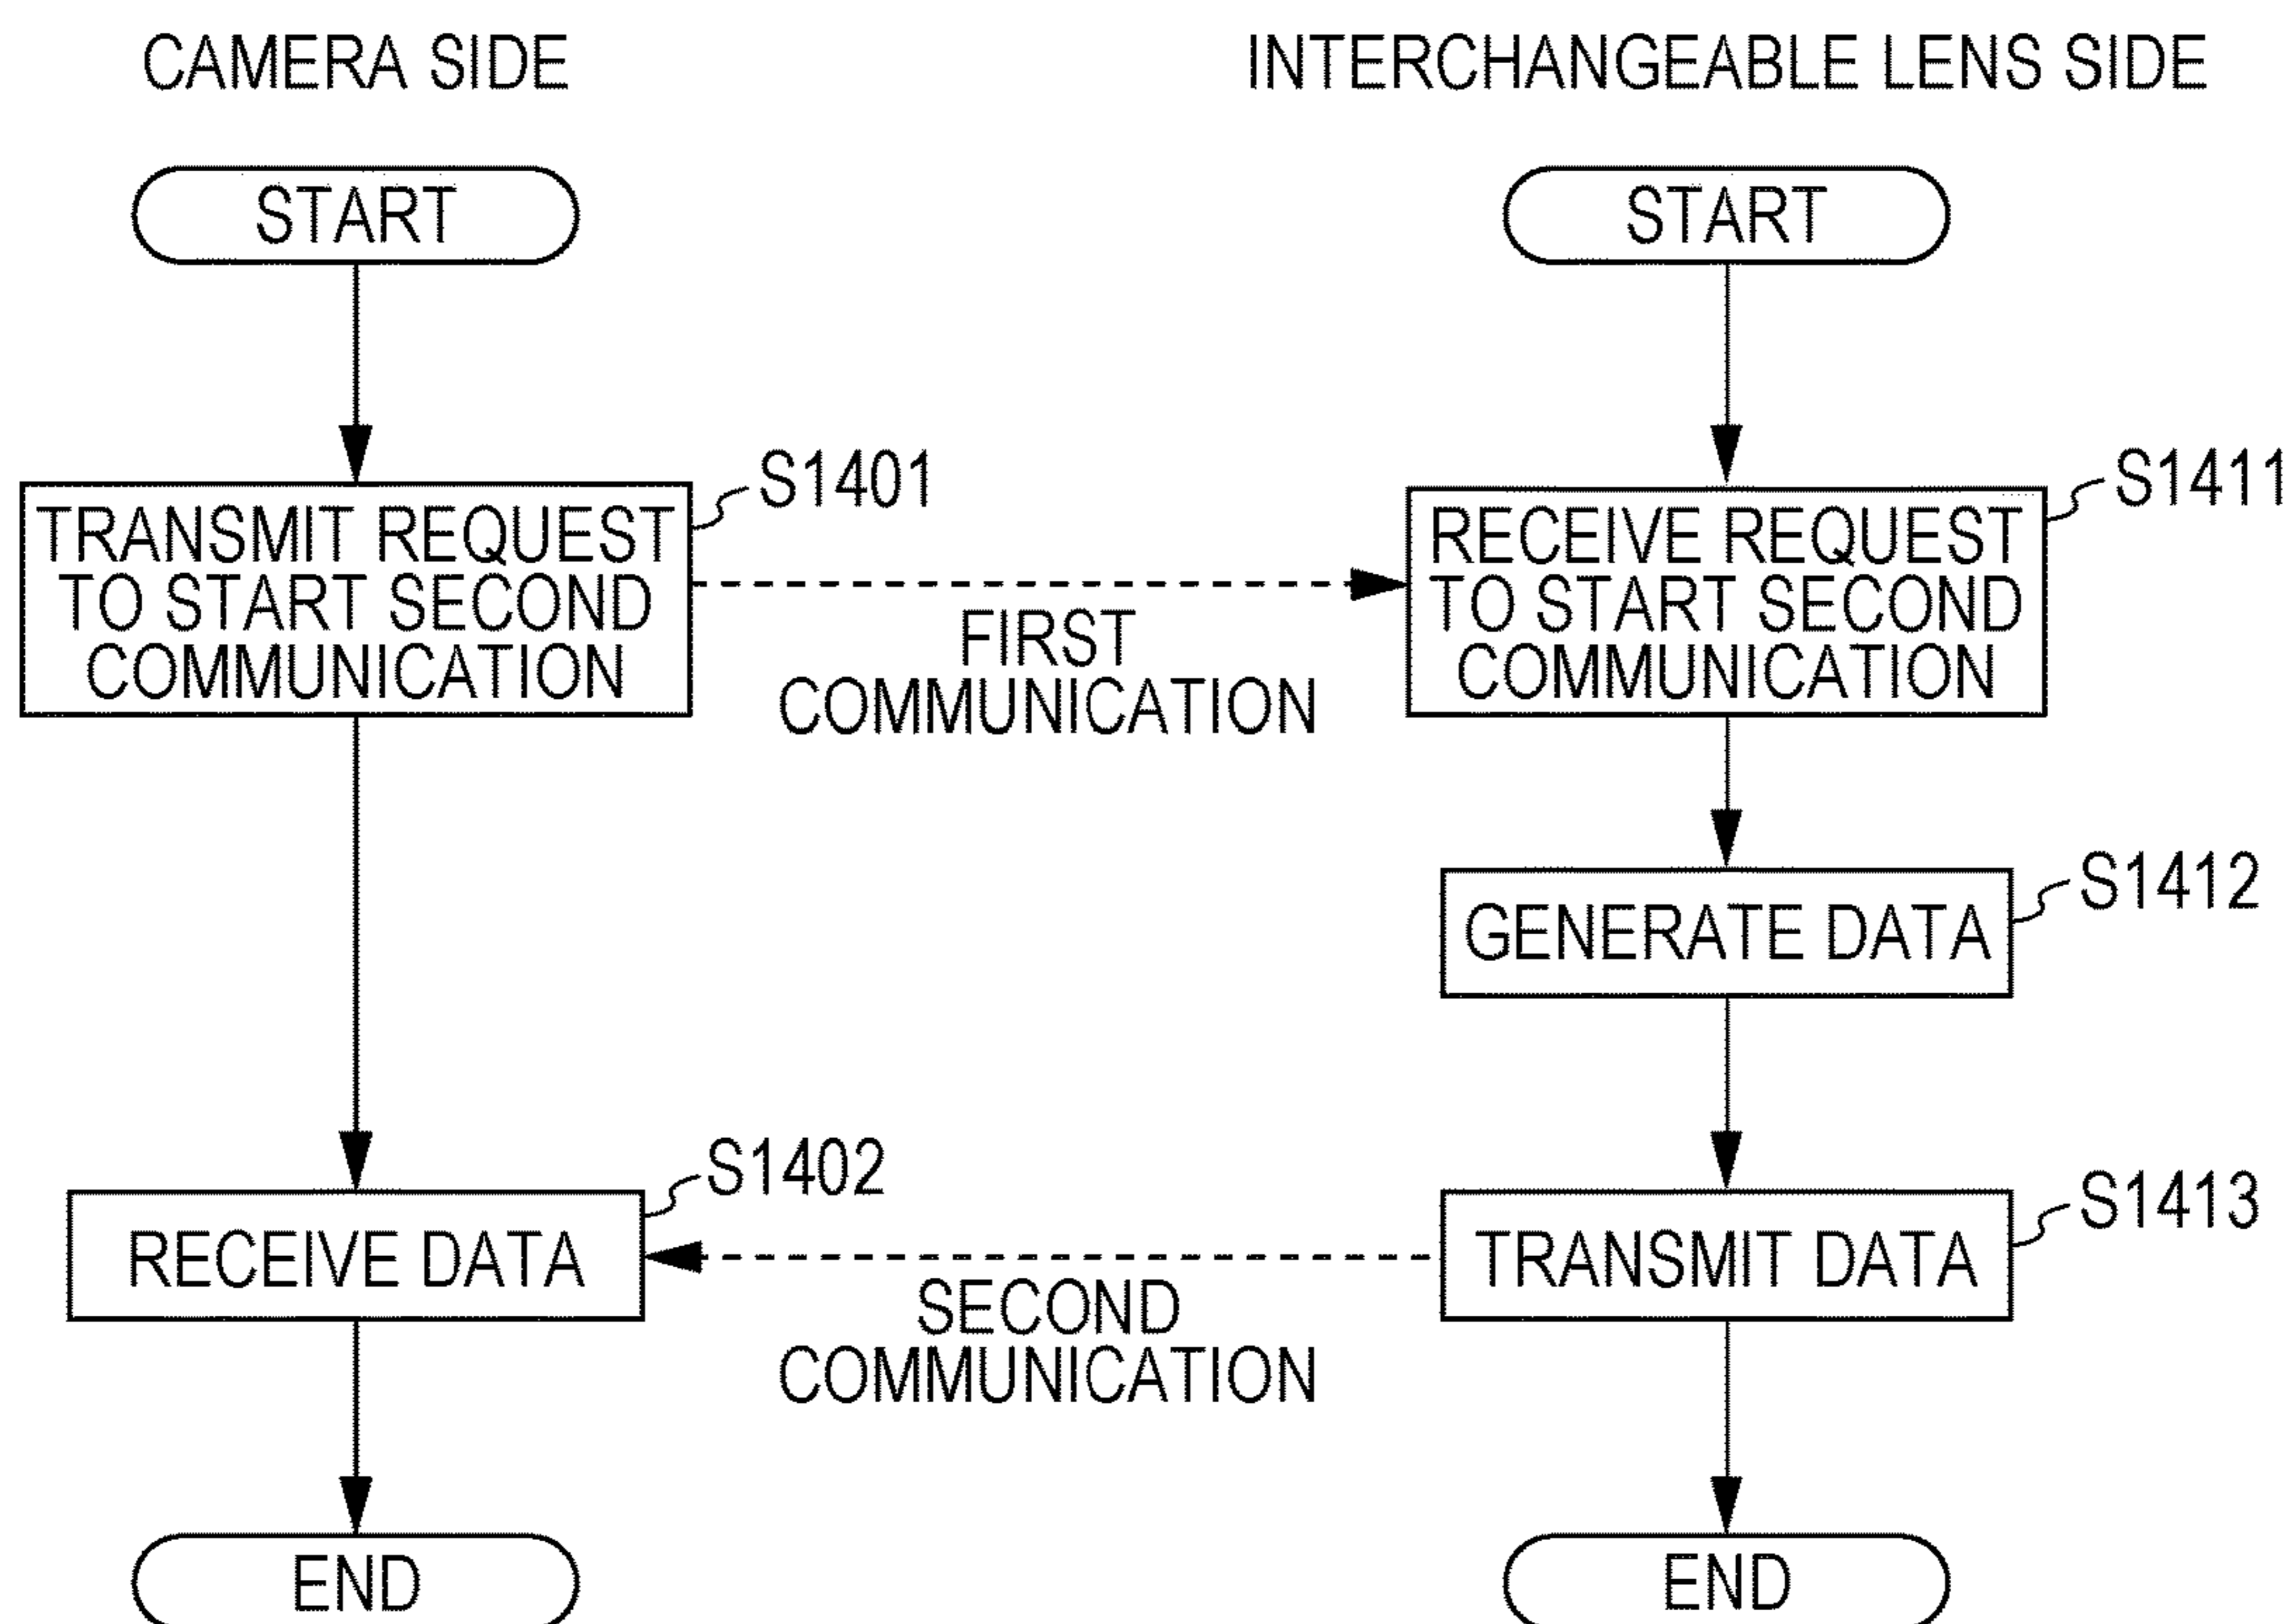 CAMERA SIDE
INTERCHANGEABLE LENS SIDE
START
START
S1401
TRANSMIT REQUEST
TO START SECOND
COMMUNICATION
FIRST
COMMUNICATION
S1411
RECEIVE REQUEST
TO START SECOND
COMMUNICATION
S1412
GENERATE DATA
S1402
RECEIVE DATA
SECOND
COMMUNICATION
S1413
TRANSMIT DATA
END
END